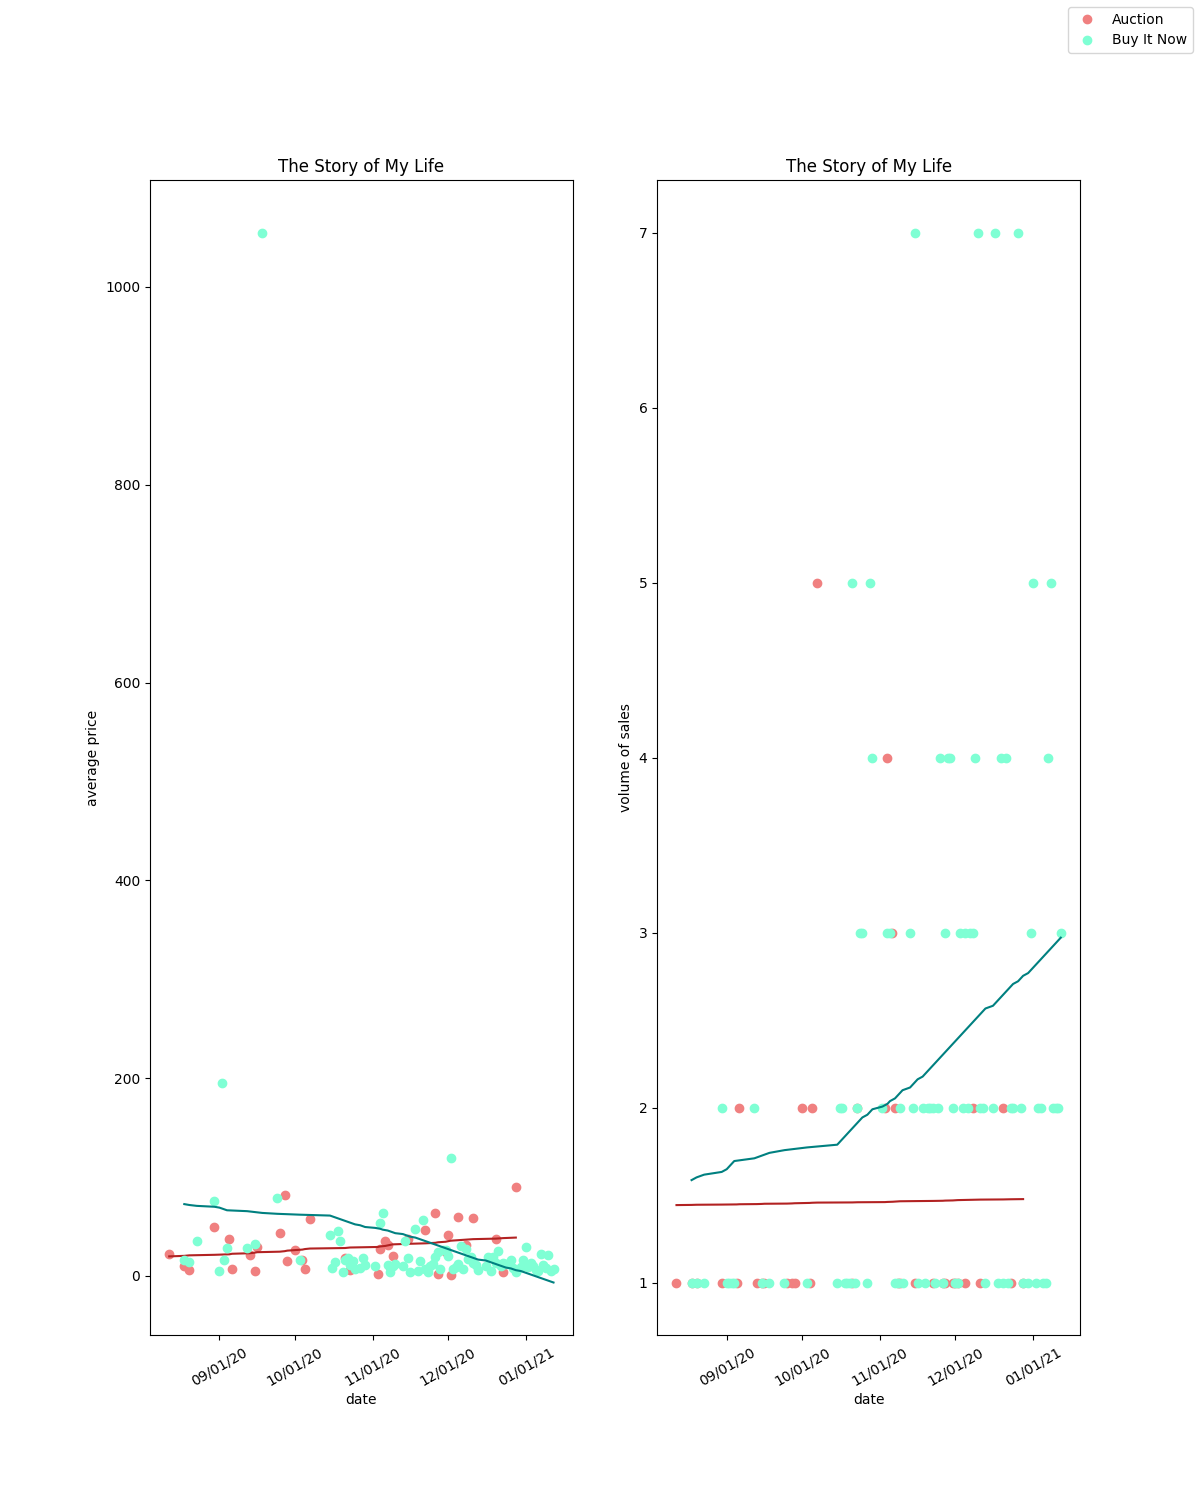 Auction
Buy It Now
The Story of My Life
average price
1000
800
600
400
200
0
09/01/20
10/01/20
11/01/20
12/01/20
01/01/21
date
The Story of My Life
volume of sales
7
6
5
4
3
2
1
09/01/20
10/01/20
11/01/20
12/01/20
01/01/21
date